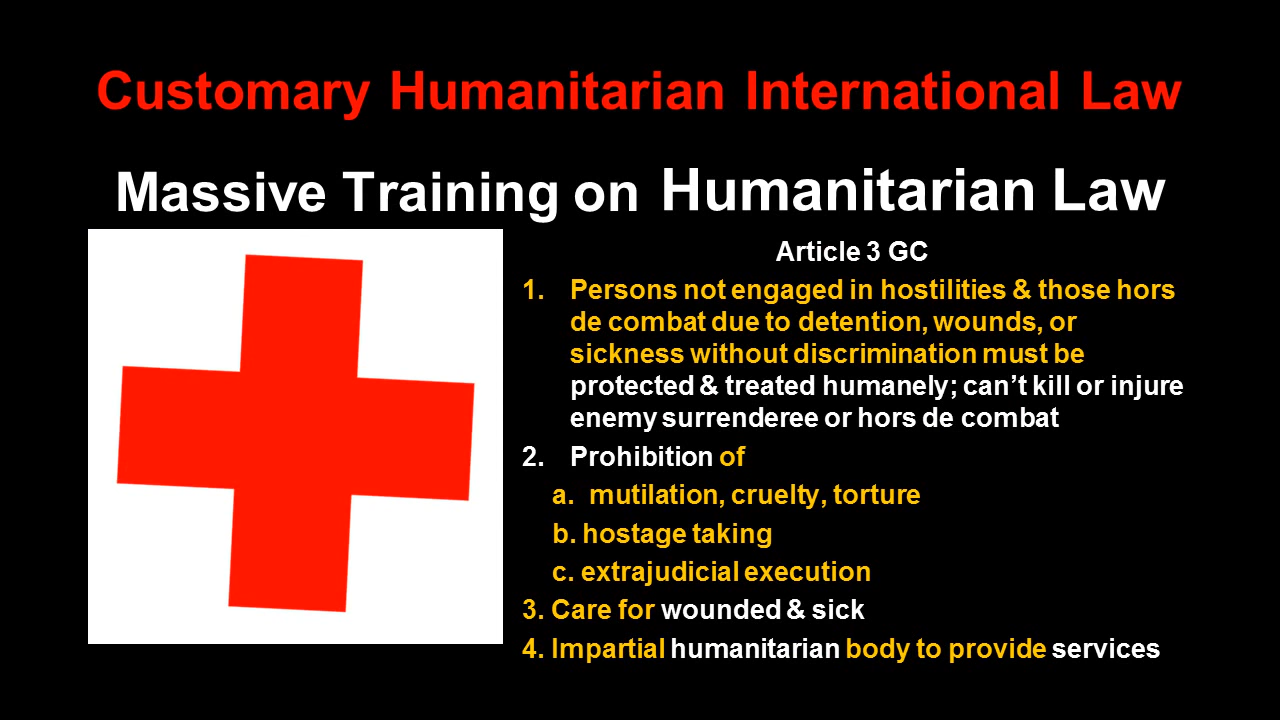 Customary Humanitarian International Law
Massive Training on Humanitarian Law
Article 3 GC
1. Persons not engaged in hostilities & those hors
de combat due to detention, wounds, or
sickness without discrimination must be
protected & treated humanely; can’t kill or injure
enemy surrenderee or hors de combat
2. Prohibition of
a. mutilation, cruelty, torture
b. hostage taking
c. extrajudicial execution
3. Care for wounded & sick
4. Impartial humanitarian body to provide services